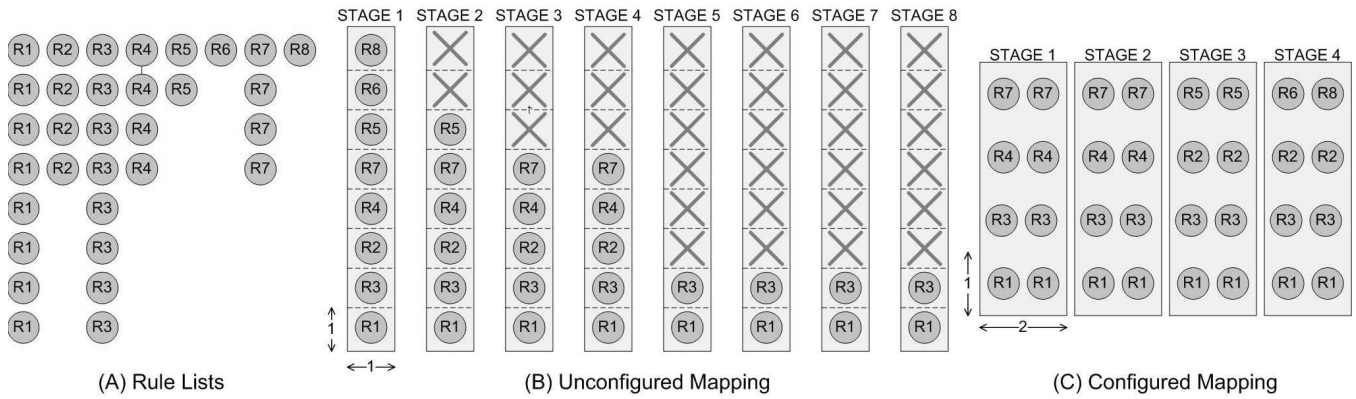 R1 R2 R3 R4 R5 R6 R7 R8
R1 R2 R3 R4 R5 R7
R1 R2 R3 R4 R7
R1 R2 R3 R4 R7
R1 R3
R1 R3
R1 R3
R1 R3
(A) Rule Lists
STAGE 1 STAGE 2 STAGE 3 STAGE 4 STAGE 5 STAGE 6 STAGE 7 STAGE 8
R8
R6
R5 R5
R7 R7 R7 R7
R4 R4 R4 R4
R2 R2 R2 R2
R3 R3 R3 R3 R3 R3 R3 R3
1 R1 R1 R1 R1 R1 R1 R1 R1
1
(B) Unconfigured Mapping
STAGE 1 STAGE 2 STAGE 3 STAGE 4
R7 R7 R7 R7 R5 R5 R6 R8
R4 R4 R4 R4 R2 R2 R2 R2
R3 R3 R3 R3 R3 R3 R3 R3
1 R1 R1 R1 R1 R1 R1 R1 R1
2
(C) Configured Mapping